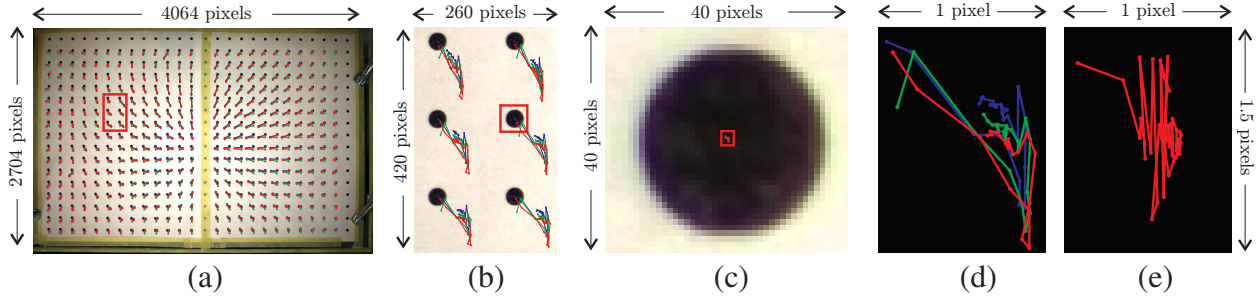 4064 pixels
2704 pixels
(a)
260 pixels
420 pixels
(b)
40 pixels
40 pixels
(c)
1 pixel
(d)
1 pixel
1.5 pixels
(e)